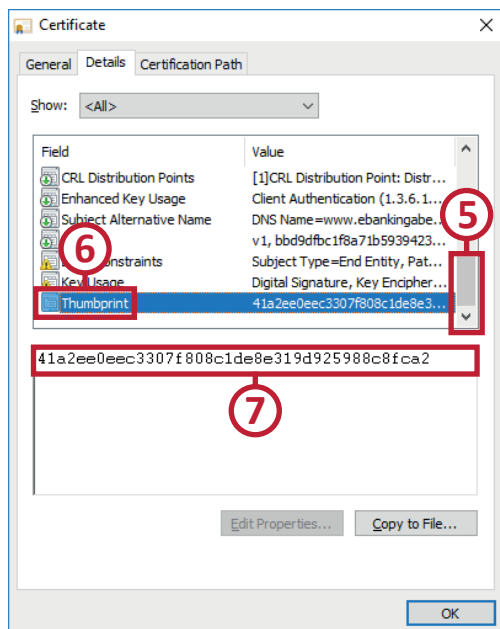 Certificate
General Details Certification Path
Show: <All>
Field Value
CRL Distribution Points [1]CRL Distribution Point: Distr...
Enhanced Key Usage Client Authentication (1.3.6.1....
Subject Alternative Name DNS Name=www.ebankingabe...
v1, bbd9dfbc1f8a71b5939423...
Subject Type=End Entity, Pat...
Key Usage Digital Signature, Key Encipher...
Thumbprint 41a2ee0eec3307f808c1de8e3...
5
6
41a2ee0eec3307f808c1de8e319d925988c8fca2
7
Edit Properties... Copy to File...
OK